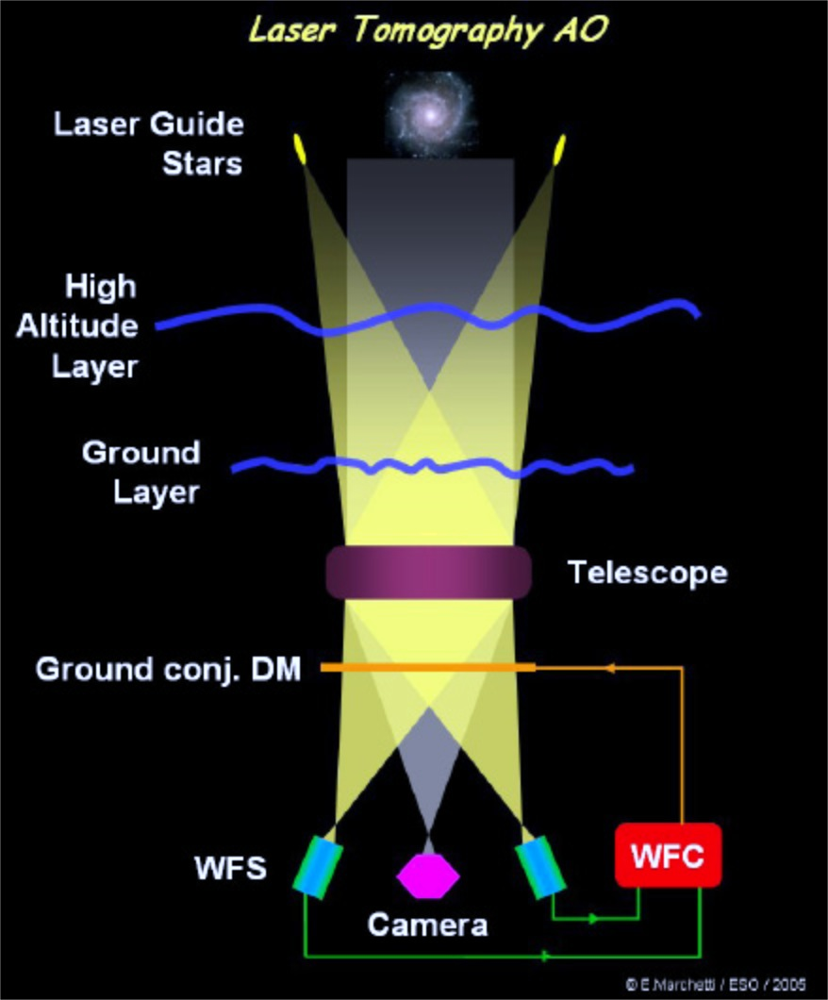 Laser Tomography AO
Laser Guide
Stars
High
Altitude
Layer
Ground
Layer
Telescope
Ground conj. DM
WFS
WFC
Camera
© E.Marchetti / ESO / 2005